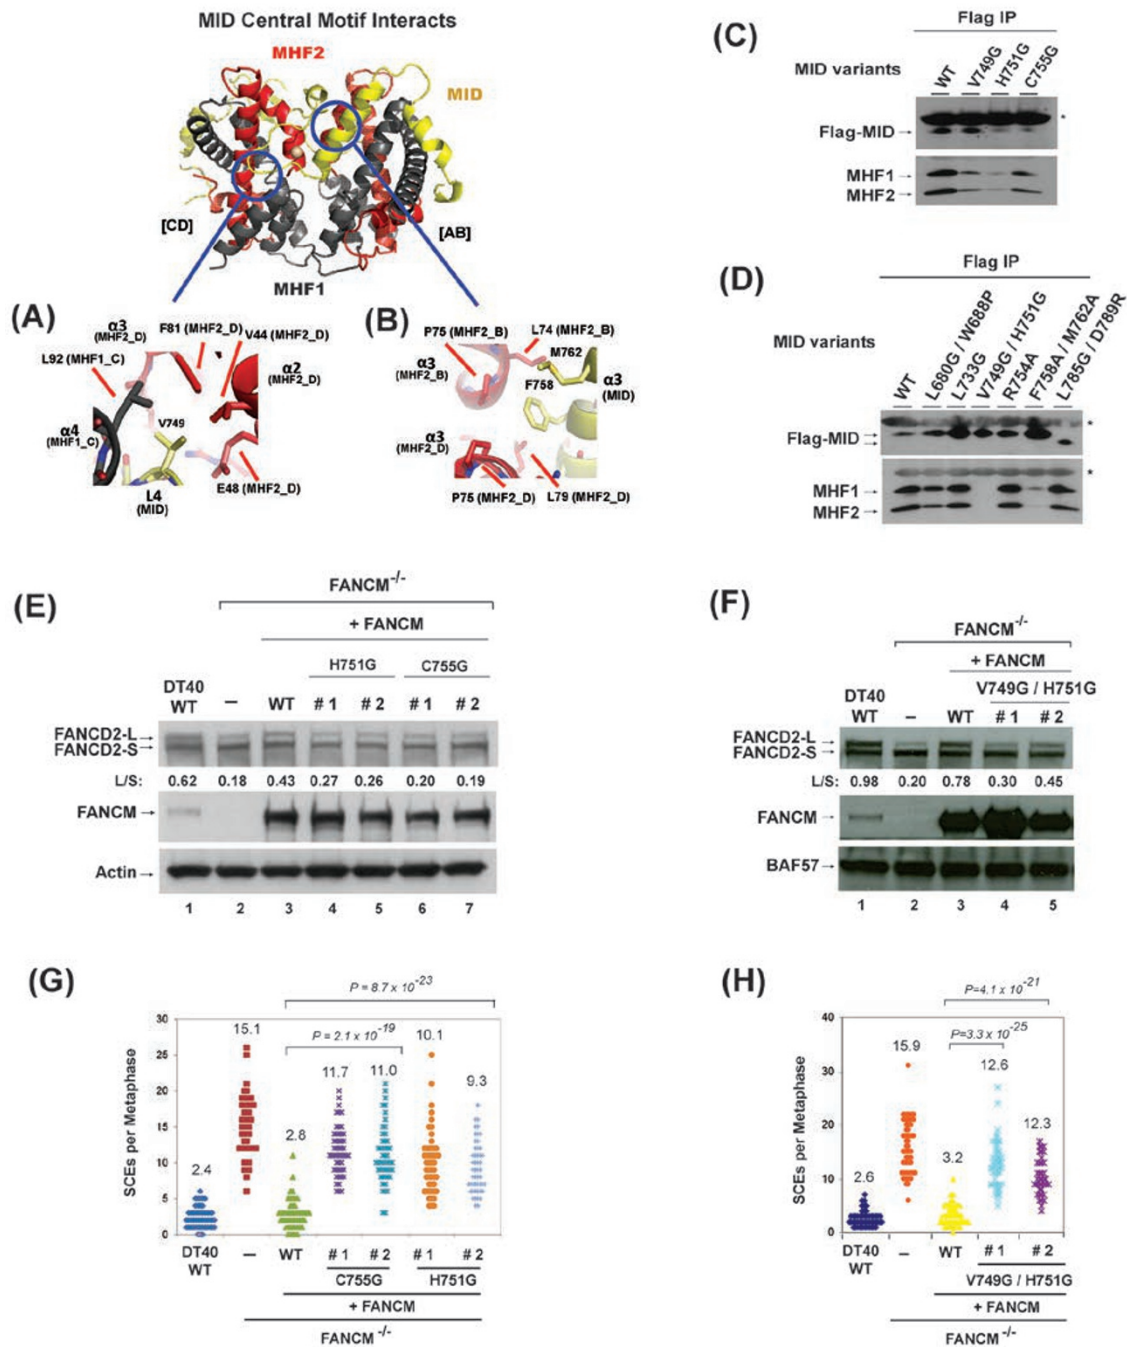 MID Central Motif Interacts
MHF2
MID
[CD]
[AB]
MHF1
(A)
α3
(MHF2_D)
F81 (MHF2_D)
V44 (MHF2_D)
L92 (MHF1_C)
α2
(MHF2_D)
V749
α4
(MHF1_C)
E48 (MHF2_D)
L4
(MID)
(B)
P75 (MHF2_B)
L74 (MHF2_B)
M762
α3
(MHF2_B)
F758
α3
(MID)
α3
(MHF2_D)
P75 (MHF2_D)
L79 (MHF2_D)
(C)
Flag IP
MID variants
WT
V749G
H751G
C755G
Flag-MID
*
MHF1
MHF2
(D)
Flag IP
MID variants
WT
L680G / W688P
L733G
V749G / H751G
R754A
F758A / M762A
L785G / D789R
Flag-MID
*
*
MHF1
MHF2
(E)
FANCM-/-
+ FANCM
H751G C755G
DT40
WT – WT # 1 # 2 # 1 # 2
FANCD2-L
FANCD2-S
L/S: 0.62 0.18 0.43 0.27 0.26 0.20 0.19
FANCM
Actin
1 2 3 4 5 6 7
(F)
FANCM-/-
+ FANCM
V749G / H751G
DT40
WT – WT # 1 # 2
FANCD2-L
FANCD2-S
L/S: 0.98 0.20 0.78 0.30 0.45
FANCM
BAF57
1 2 3 4 5
(G)
P = 8.7 x 10-23
P = 2.1 x 10-19
SCEs per Metaphase
30
25
20
15
10
5
0
2.4
15.1
2.8
11.7
11.0
10.1
9.3
DT40
WT – WT # 1 # 2 # 1 # 2
C755G H751G
+ FANCM
FANCM-/-
(H)
P=4.1 x 10-21
P=3.3 x 10-25
SCEs per Metaphase
40
30
20
10
0
2.6
15.9
3.2
12.6
12.3
DT40
WT – WT # 1 # 2
V749G / H751G
+ FANCM
FANCM-/-